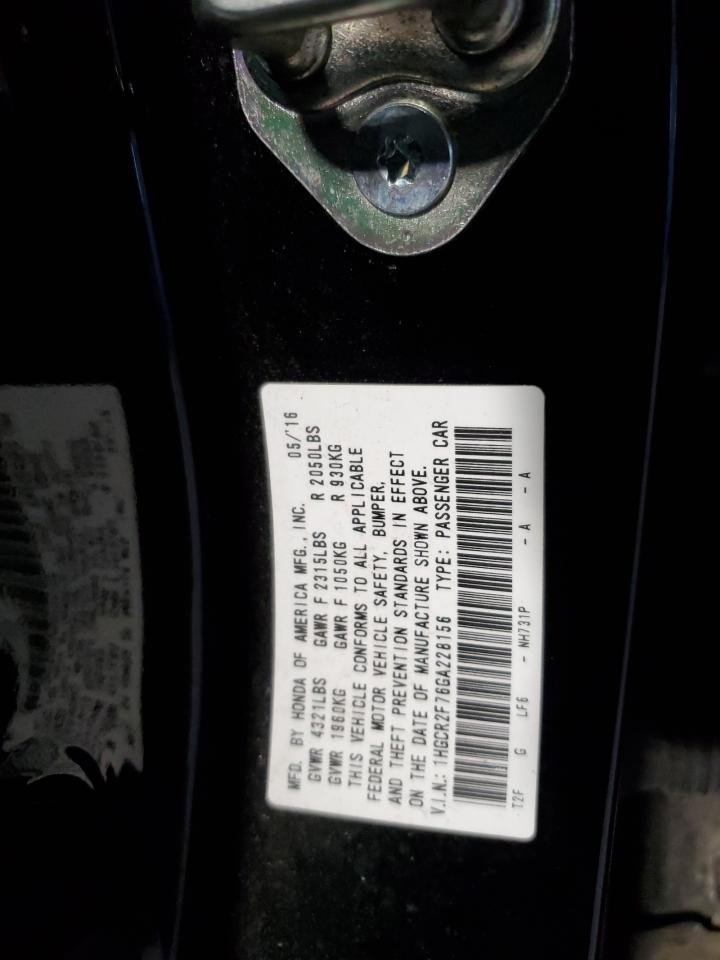 MFD. BY HONDA OF AMERICA MFG., INC. 05/'16
GVWR 4321LBS GAWR F 2315LBS R 2050LBS
GVWR 1960KG GAWR F 1050KG R 930KG
THIS VEHICLE CONFORMS TO ALL APPLICABLE
FEDERAL MOTOR VEHICLE SAFETY, BUMPER,
AND THEFT PREVENTION STANDARDS IN EFFECT
ON THE DATE OF MANUFACTURE SHOWN ABOVE.
V.I.N.: 1HGCR2F76GA228156 TYPE: PASSENGER CAR
T2F G LF6 - NH731P - A - A